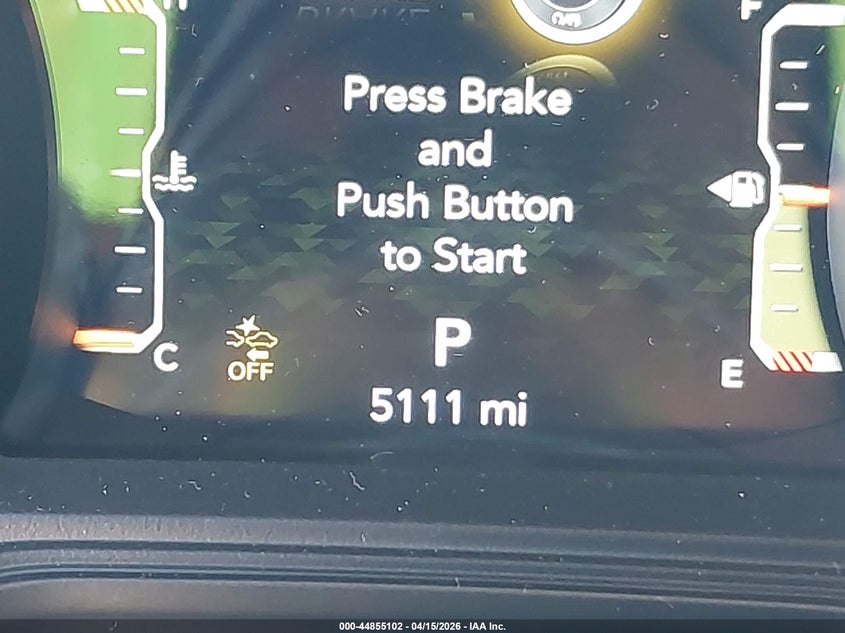 H
F
Press Brake
and
Push Button
to Start
P
C
OFF
E
5111 mi
000-44855102 - 04/15/2026 - IAA Inc.